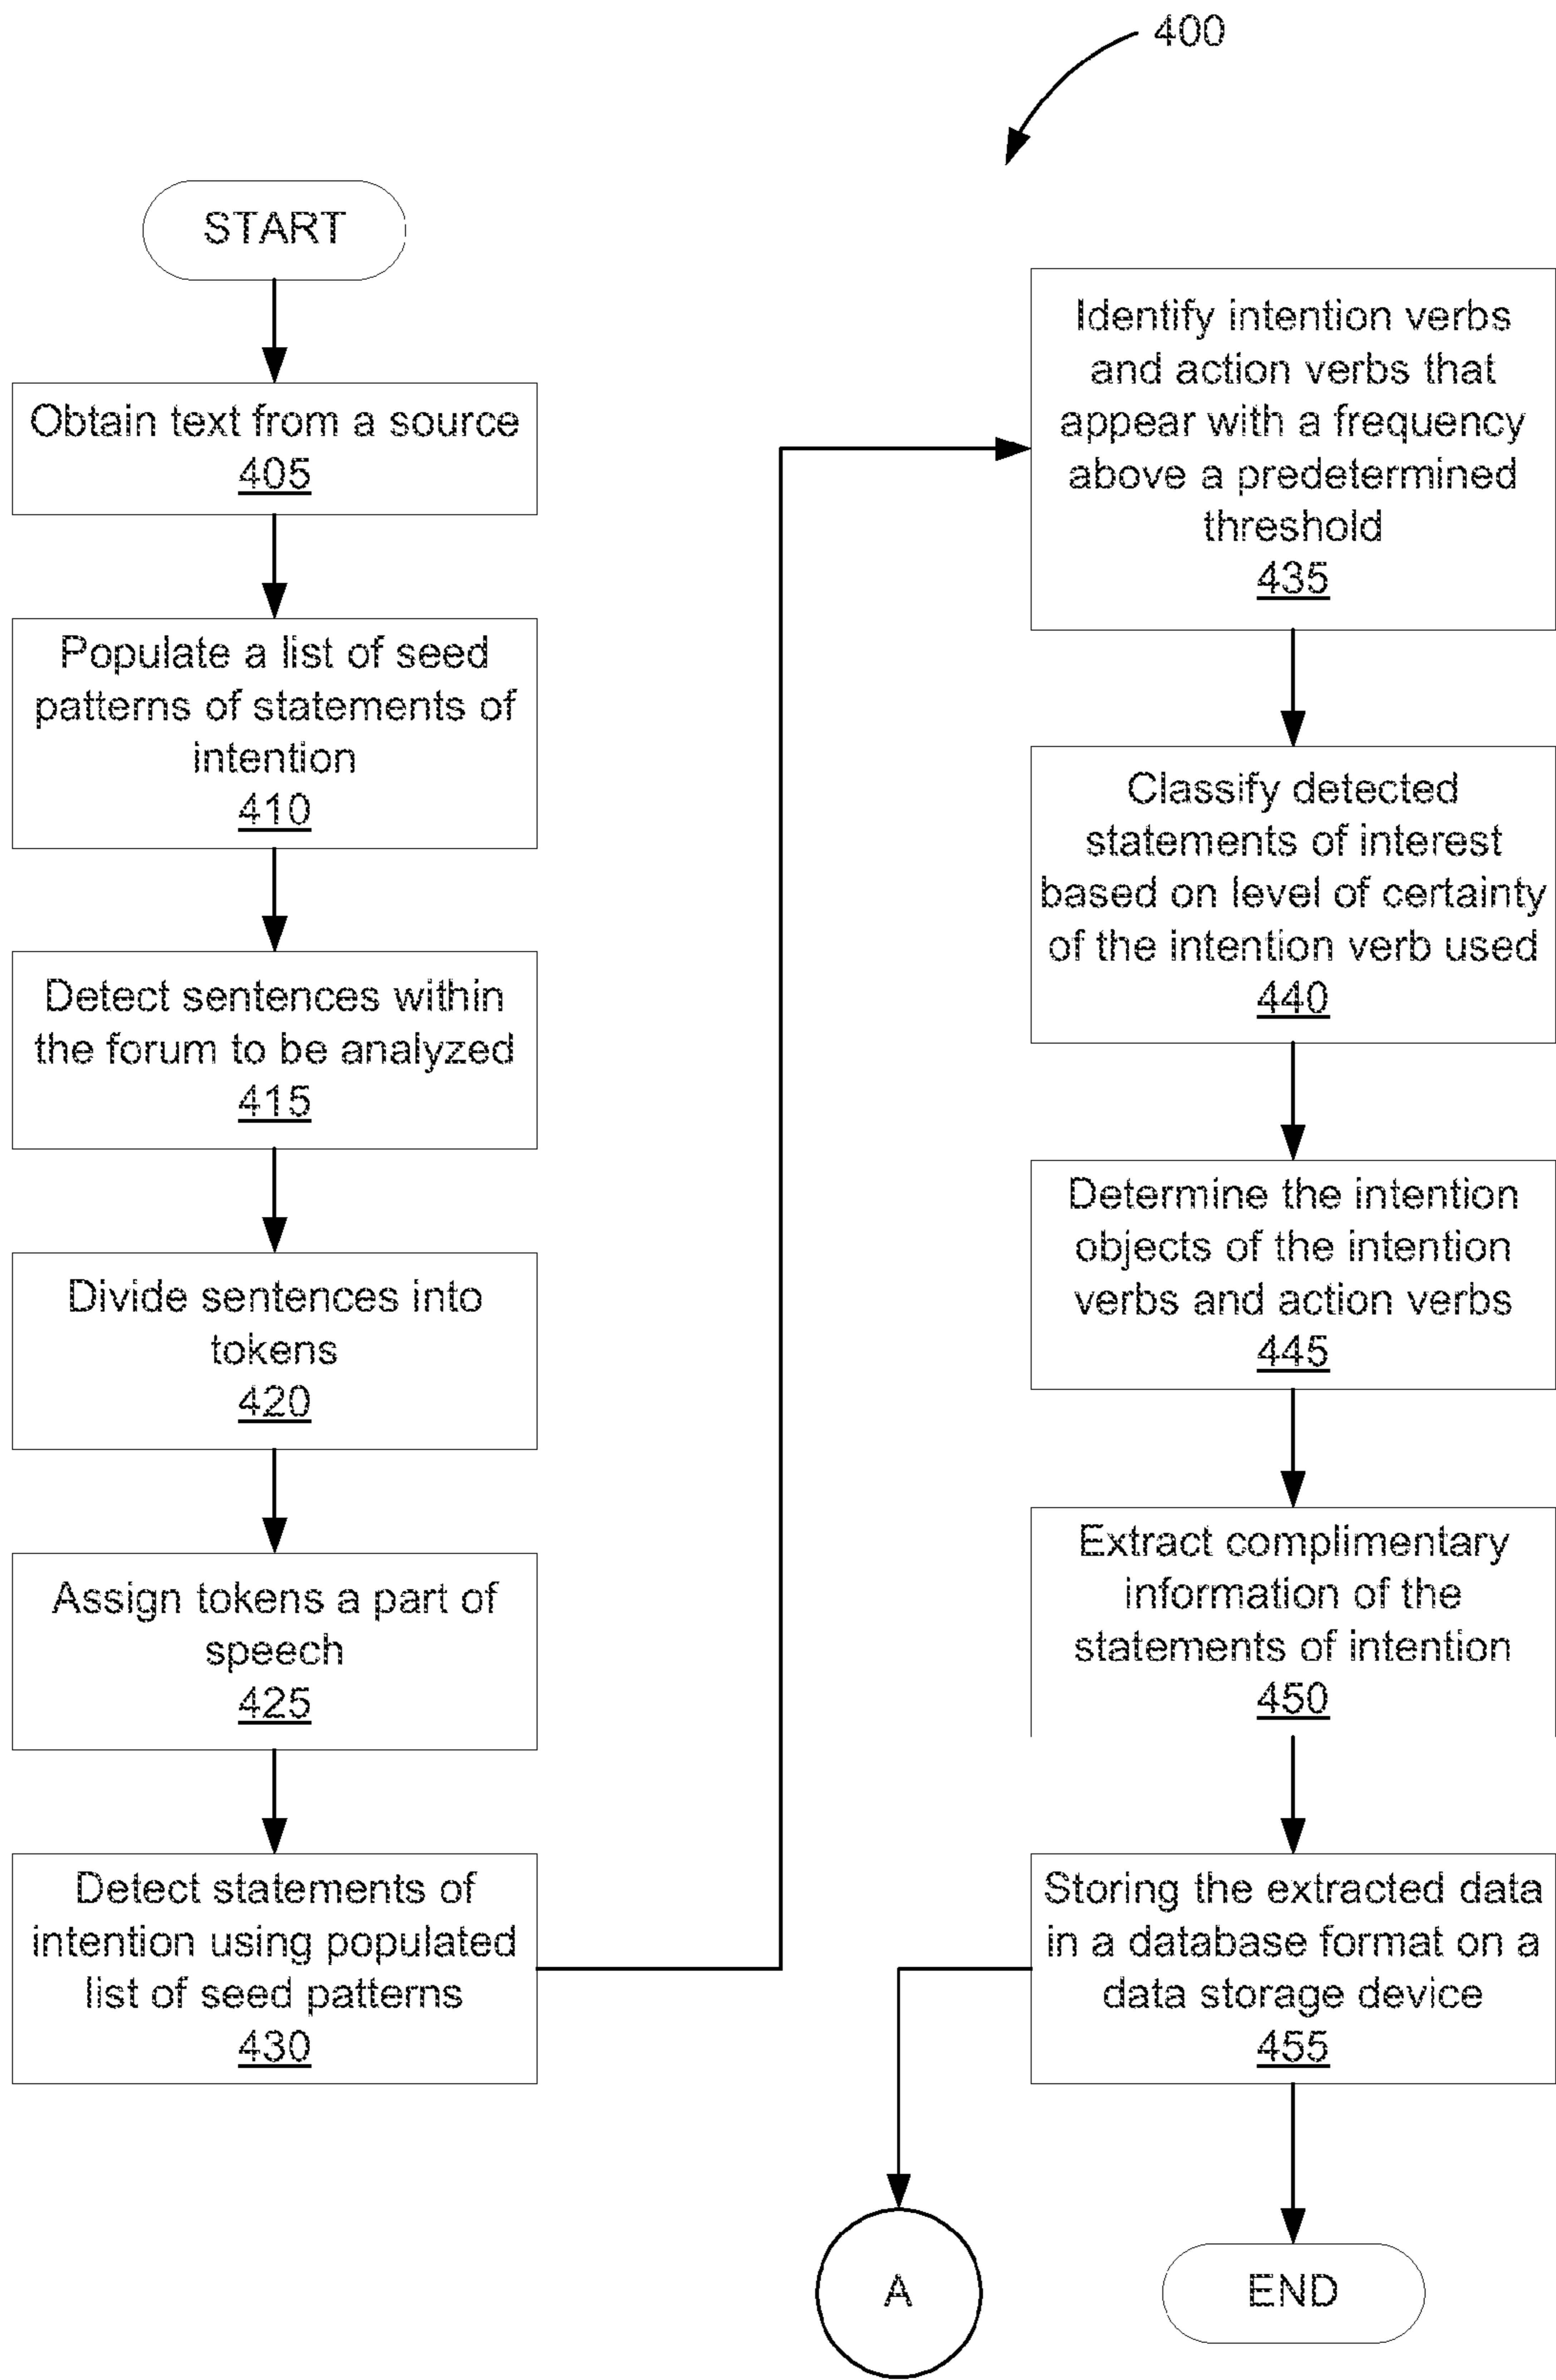 400
START
Obtain text from a source
405
Populate a list of seed
patterns of statements of
intention
410
Detect sentences within
the forum to be analyzed
415
Divide sentences into
tokens
420
Assign tokens a part of
speech
425
Detect statements of
intention using populated
list of seed patterns
430
Identify intention verbs
and action verbs that
appear with a frequency
above a predetermined
threshold
435
Classify detected
statements of interest
based on level of certainty
of the intention verb used
440
Determine the intention
objects of the intention
verbs and action verbs
445
Extract complimentary
information of the
statements of intention
450
Storing the extracted data
in a database format on a
data storage device
455
A
END